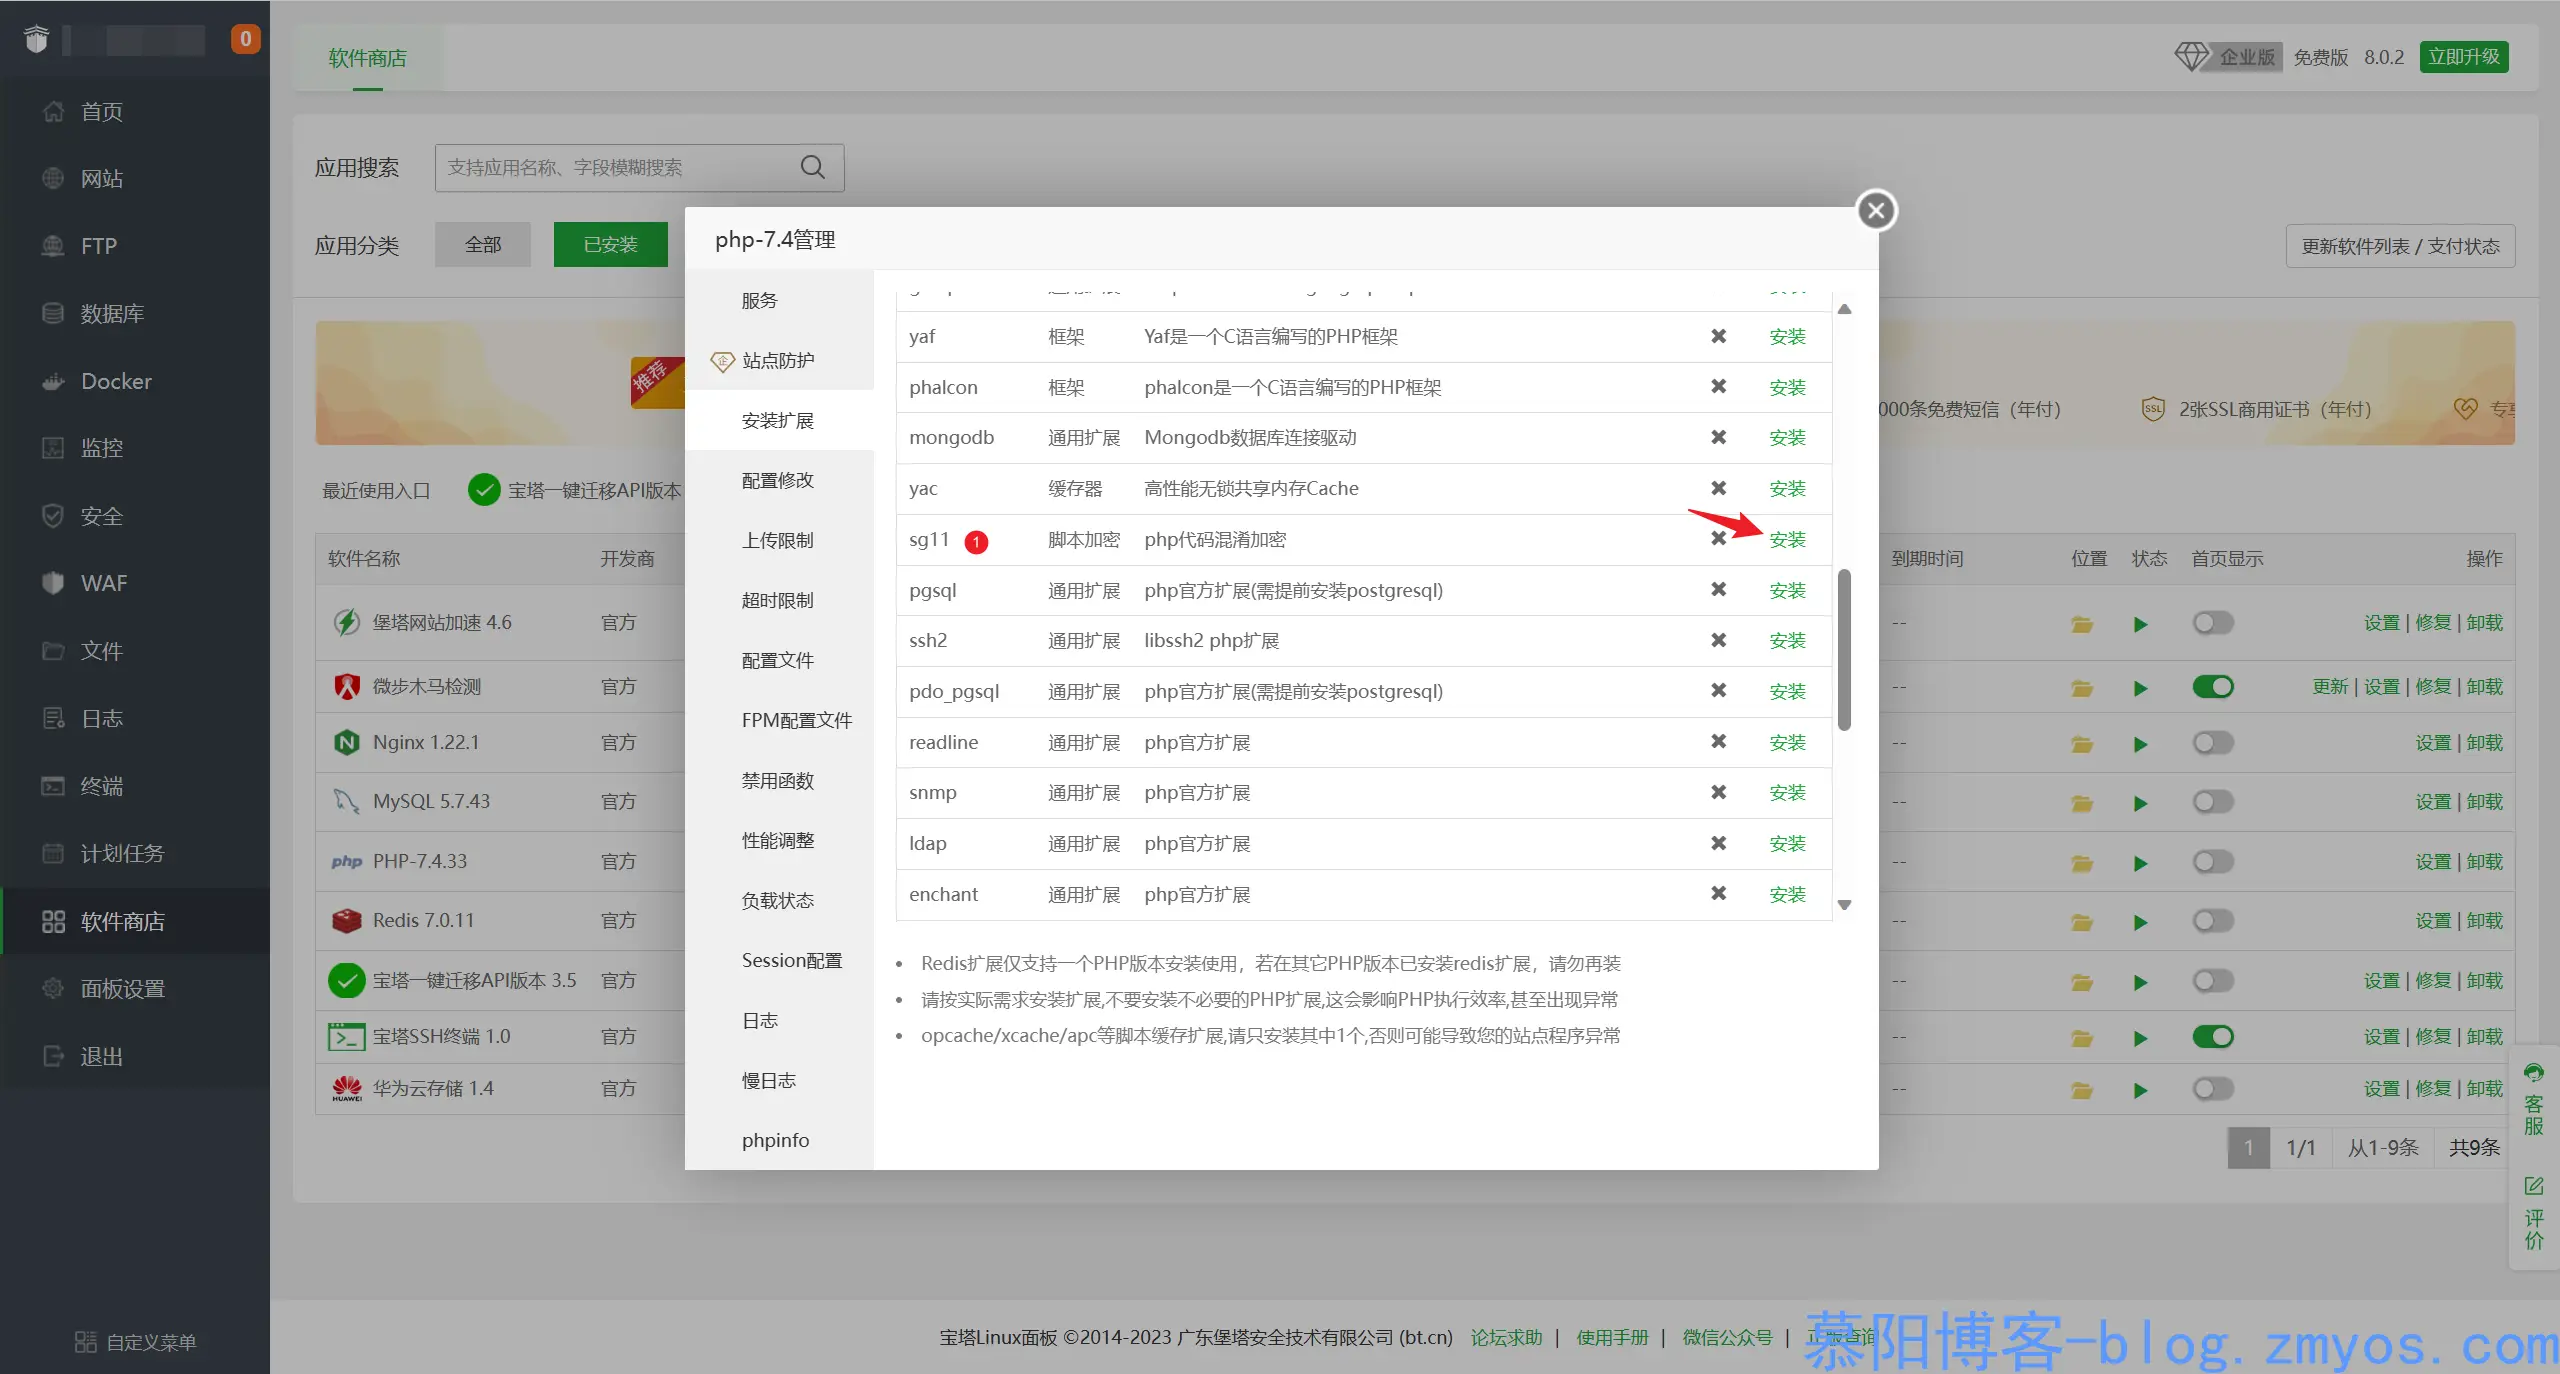 0
首页
网站
FTP
数据库
Docker
监控
安全
WAF
文件
日志
终端
计划任务
软件商店
面板设置
退出
自定义菜单
软件商店
企业版 免费版 8.0.2 立即升级
应用搜索 支持应用名称、字段模糊搜索
应用分类 全部 已安装
更新软件列表 / 支付状态
推荐
000条免费短信（年付） SSL 2张SSL商用证书（年付）
最近使用入口 宝塔一键迁移API版本
软件名称 开发商 到期时间 位置 状态 首页显示 操作
堡塔网站加速 4.6 官方 -- 设置 | 修复 | 卸载
微步木马检测 官方 -- 更新 | 设置 | 修复 | 卸载
Nginx 1.22.1 官方 -- 设置 | 卸载
MySQL 5.7.43 官方 -- 设置 | 卸载
php PHP-7.4.33 官方 -- 设置 | 卸载
Redis 7.0.11 官方 -- 设置 | 卸载
宝塔一键迁移API版本 3.5 官方 -- 设置 | 修复 | 卸载
宝塔SSH终端 1.0 官方 -- 设置 | 修复 | 卸载
HUAWEI 华为云存储 1.4 官方 -- 设置 | 修复 | 卸载
1 1/1 从1-9条 共9条
php-7.4管理
服务
企 站点防护
安装扩展
配置修改
上传限制
超时限制
配置文件
FPM配置文件
禁用函数
性能调整
负载状态
Session配置
日志
慢日志
phpinfo
yaf 框架 Yaf是一个C语言编写的PHP框架 安装
phalcon 框架 phalcon是一个C语言编写的PHP框架 安装
mongodb 通用扩展 Mongodb数据库连接驱动 安装
yac 缓存器 高性能无锁共享内存Cache 安装
sg11 1 脚本加密 php代码混淆加密 安装
pgsql 通用扩展 php官方扩展(需提前安装postgresql) 安装
ssh2 通用扩展 libssh2 php扩展 安装
pdo_pgsql 通用扩展 php官方扩展(需提前安装postgresql) 安装
readline 通用扩展 php官方扩展 安装
snmp 通用扩展 php官方扩展 安装
ldap 通用扩展 php官方扩展 安装
enchant 通用扩展 php官方扩展 安装
• Redis扩展仅支持一个PHP版本安装使用，若在其它PHP版本已安装redis扩展，请勿再装
• 请按实际需求安装扩展,不要安装不必要的PHP扩展,这会影响PHP执行效率,甚至出现异常
• opcache/xcache/apc等脚本缓存扩展,请只安装其中1个,否则可能导致您的站点程序异常
客服
评价
宝塔Linux面板 ©2014-2023 广东堡塔安全技术有限公司 (bt.cn) 论坛求助 | 使用手册 | 微信公众号 | 正版查询
慕阳博客-blog.zmyos.com